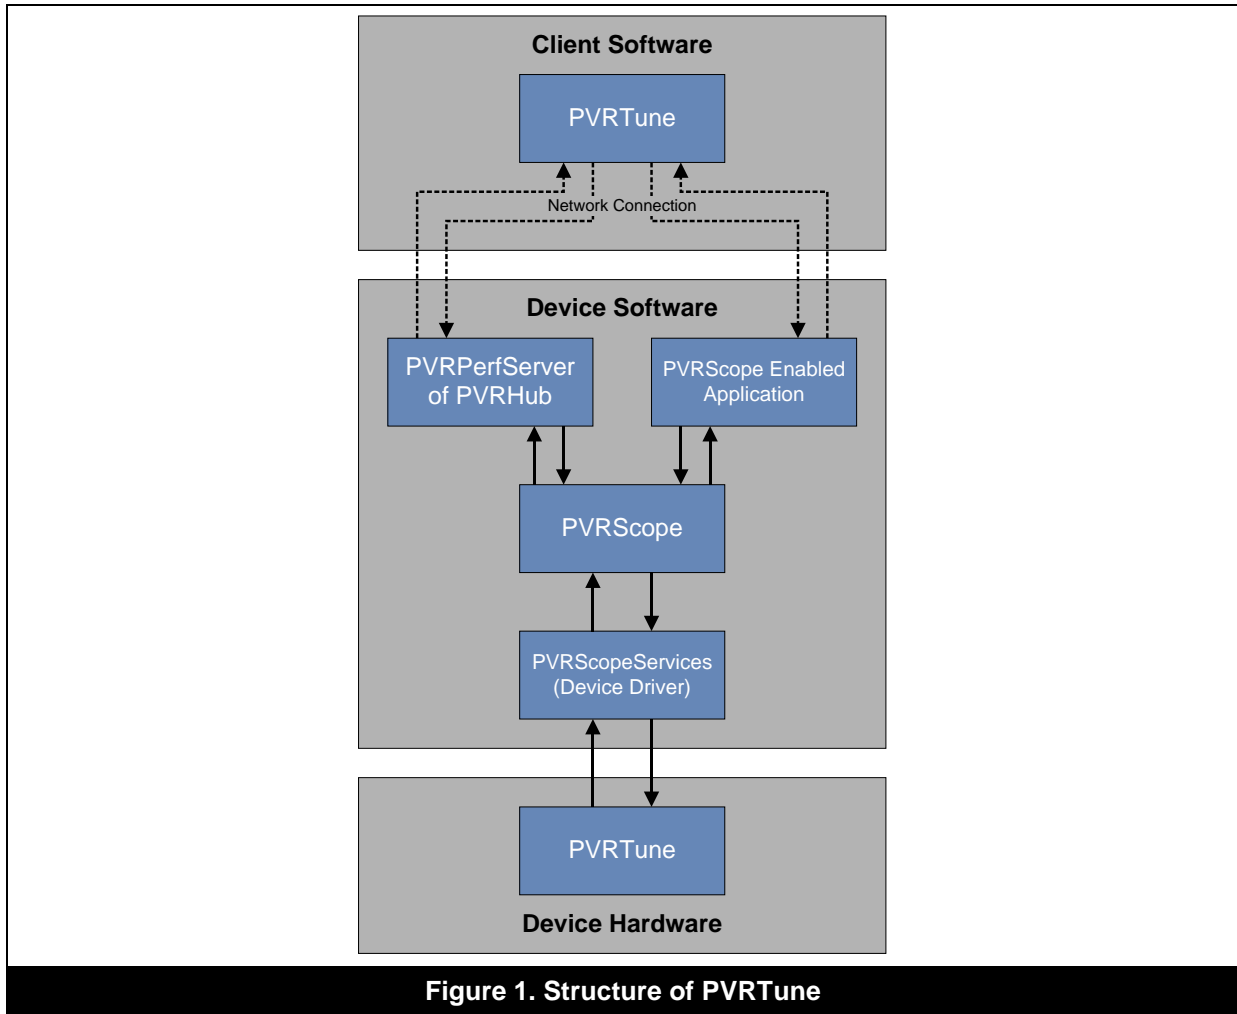 Client Software
PVRTune
Network Connection
Device Software
PVRPerfServer
of PVRHub
PVRScope Enabled
Application
PVRScope
PVRScopeServices
(Device Driver)
PVRTune
Device Hardware
Figure 1. Structure of PVRTune